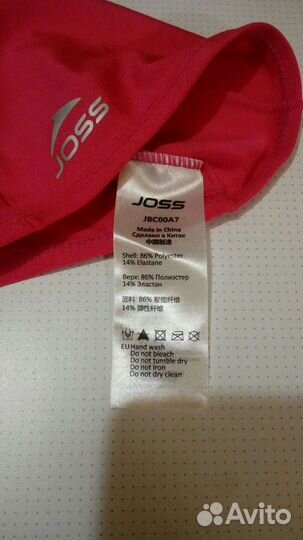 JOSS
JOSS
JBC00A7
Made in China
Сделано в Китае
中国制造
Shell: 86% Polyester
14% Elastane
Верх: 86% Полиэстер
14% Эластан
面料: 86% 聚酯纤维
14% 弹性纤维
EU Hand wash
Do not bleach
Do not tumble dry
Do not iron
Do not dry clean
Avito